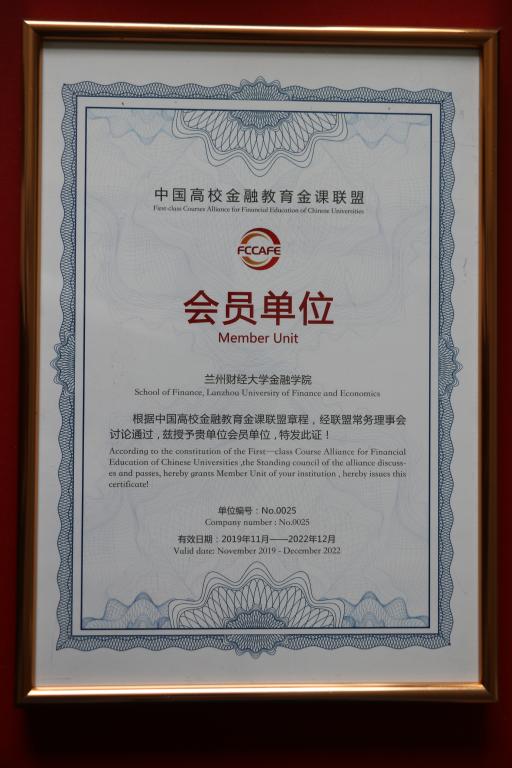 中国高校金融教育金课联盟
First-class Courses Alliance for Financial Education of Chinese Universities
FCCAFE
会员单位
Member Unit
兰州财经大学金融学院
School of Finance, Lanzhou University of Finance and Economics
根据中国高校金融教育金课联盟章程，经联盟常务理事会
讨论通过，兹授予贵单位会员单位，特发此证！
According to the constitution of the First—class Course Alliance for Financial
Education of Chinese Universities ,the Standing council of the alliance discuss-
es and passes, hereby grants Member Unit of your institution , hereby issues this
certificate!
单位编号：No.0025
Company number : No.0025
有效日期：2019年11月——2022年12月
Valid date: November 2019 - December 2022